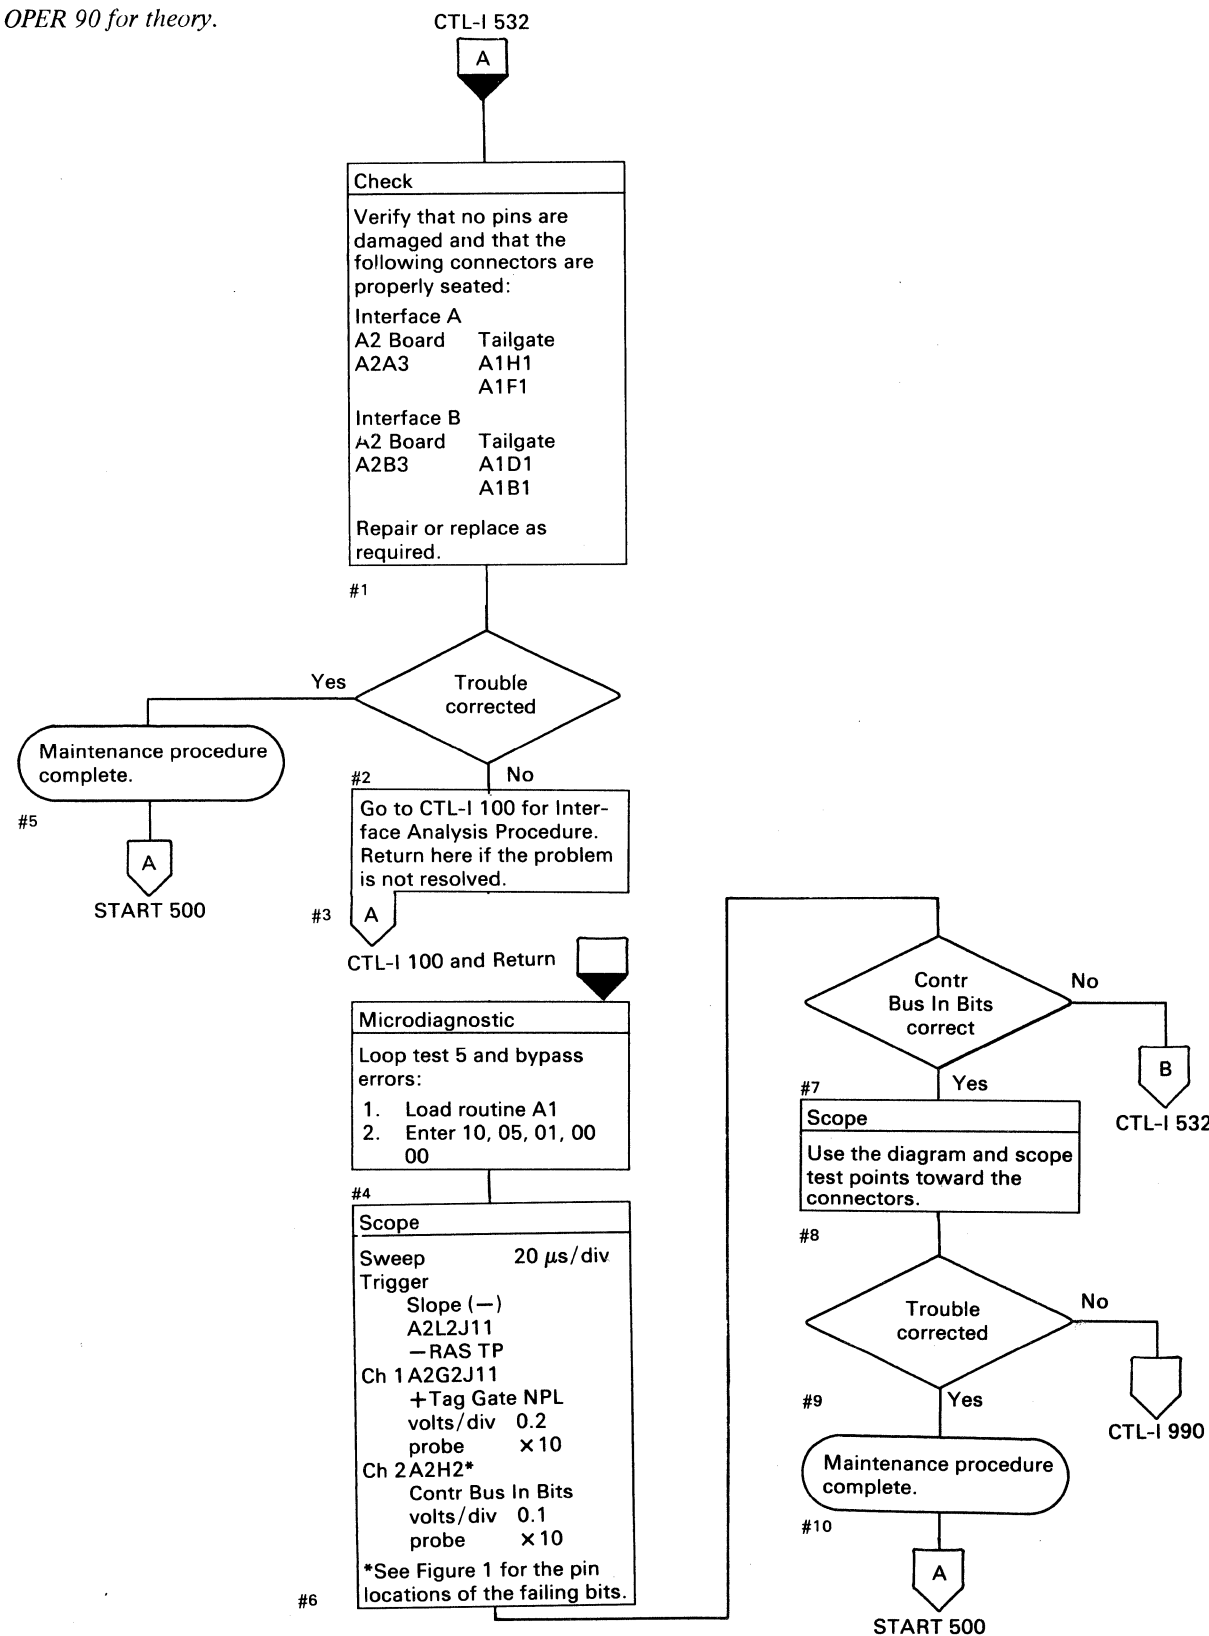 OPER 90 for theory.
CTL-I 532
A
Check
Verify that no pins are
damaged and that the
following connectors are
properly seated:
Interface A
A2 Board Tailgate
A2A3 A1H1
A1F1
Interface B
A2 Board Tailgate
A2B3 A1D1
A1B1
Repair or replace as
required.
#1
Trouble
corrected
Yes
No
Maintenance procedure
complete.
#5
A
START 500
#2
Go to CTL-I 100 for Inter-
face Analysis Procedure.
Return here if the problem
is not resolved.
#3
A
CTL-I 100 and Return
Microdiagnostic
Loop test 5 and bypass
errors:
1. Load routine A1
2. Enter 10, 05, 01, 00
00
#4
Scope
Sweep 20 μs/div
Trigger
Slope (—)
A2L2J11
—RAS TP
Ch 1 A2G2J11
+Tag Gate NPL
volts/div 0.2
probe ×10
Ch 2 A2H2*
Contr Bus In Bits
volts/div 0.1
probe ×10
*See Figure 1 for the pin
locations of the failing bits.
#6
Contr
Bus In Bits
correct
No
B
CTL-I 532
Yes
#7
Scope
Use the diagram and scope
test points toward the
connectors.
#8
Trouble
corrected
No
CTL-I 990
Yes
#9
Maintenance procedure
complete.
#10
A
START 500